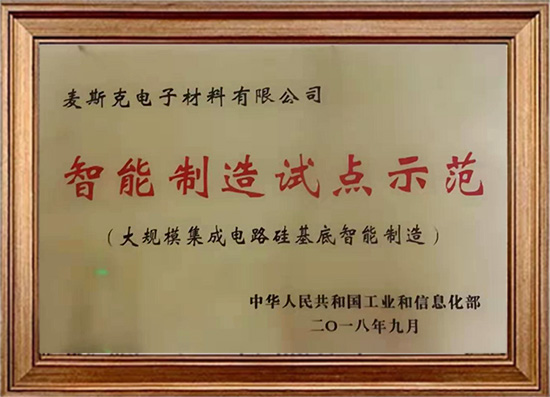 麦斯克电子材料有限公司
智能制造试点示范
(大规模集成电路硅基底智能制造)
中华人民共和国工业和信息化部
二〇一八年九月